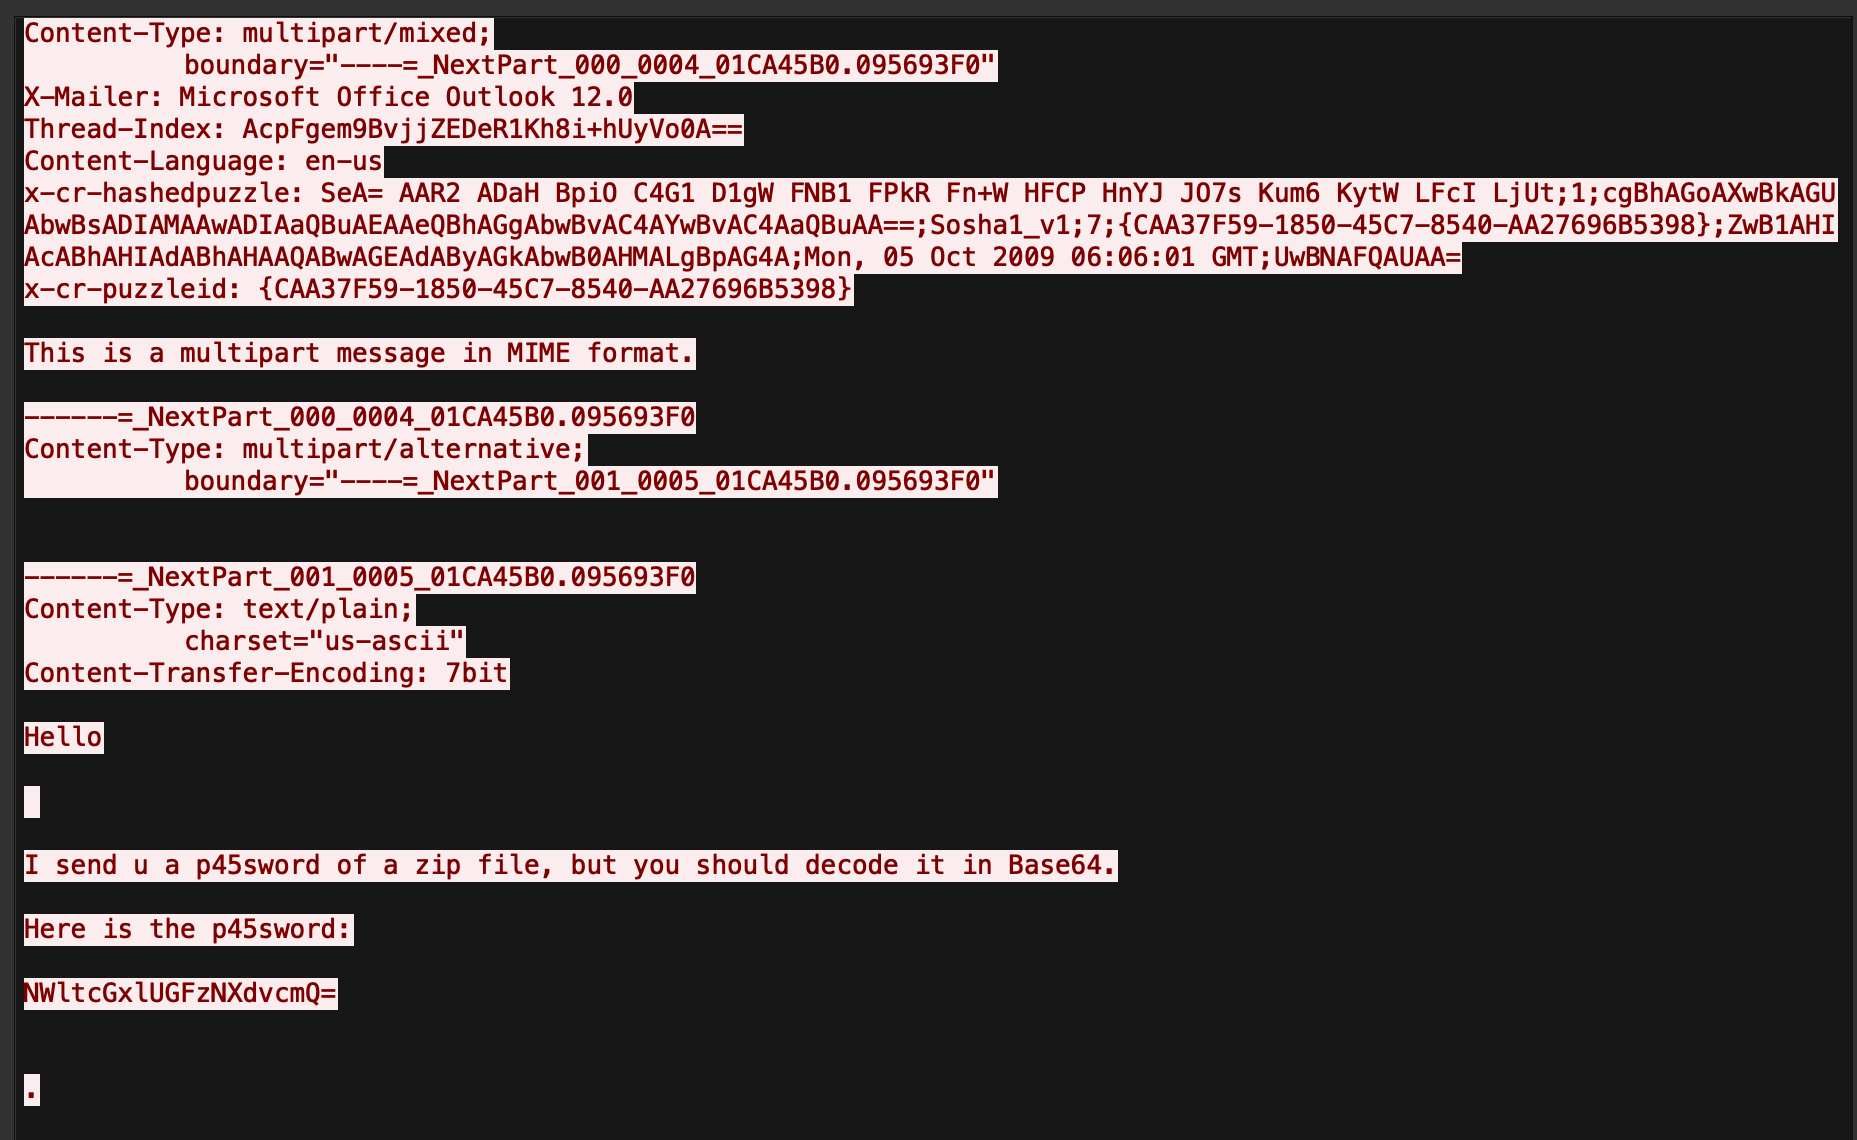 Content-Type: multipart/mixed;
boundary="----=_NextPart_000_0004_01CA45B0.095693F0"
X-Mailer: Microsoft Office Outlook 12.0
Thread-Index: AcpFgem9BvjjZEDeR1Kh8i+hUyVo0A==
Content-Language: en-us
x-cr-hashedpuzzle: SeA= AAR2 ADaH BpiO C4G1 D1gW FNB1 FPkR Fn+W HFCP HnYJ JO7s Kum6 KytW LFcI LjUt;1;cgBhAGoAXwBkAGU
AbwBsADIAMAAwADIAaQBuAEAAeQBhAGgAbwBvAC4AYwBvAC4AaQBuAA==;Sosha1_v1;7;{CAA37F59-1850-45C7-8540-AA27696B5398};ZwB1AHI
AcABhAHIAdABhAHAAQABwAGEAdAByAGkAbwB0AHMALgBpAG4A;Mon, 05 Oct 2009 06:06:01 GMT;UwBNAFQAUAA=
x-cr-puzzleid: {CAA37F59-1850-45C7-8540-AA27696B5398}
This is a multipart message in MIME format.
------=_NextPart_000_0004_01CA45B0.095693F0
Content-Type: multipart/alternative;
boundary="----=_NextPart_001_0005_01CA45B0.095693F0"
------=_NextPart_001_0005_01CA45B0.095693F0
Content-Type: text/plain;
charset="us-ascii"
Content-Transfer-Encoding: 7bit
Hello
I send u a p45sword of a zip file, but you should decode it in Base64.
Here is the p45sword:
NWltcGxlUGFzNXdvcmQ=
.